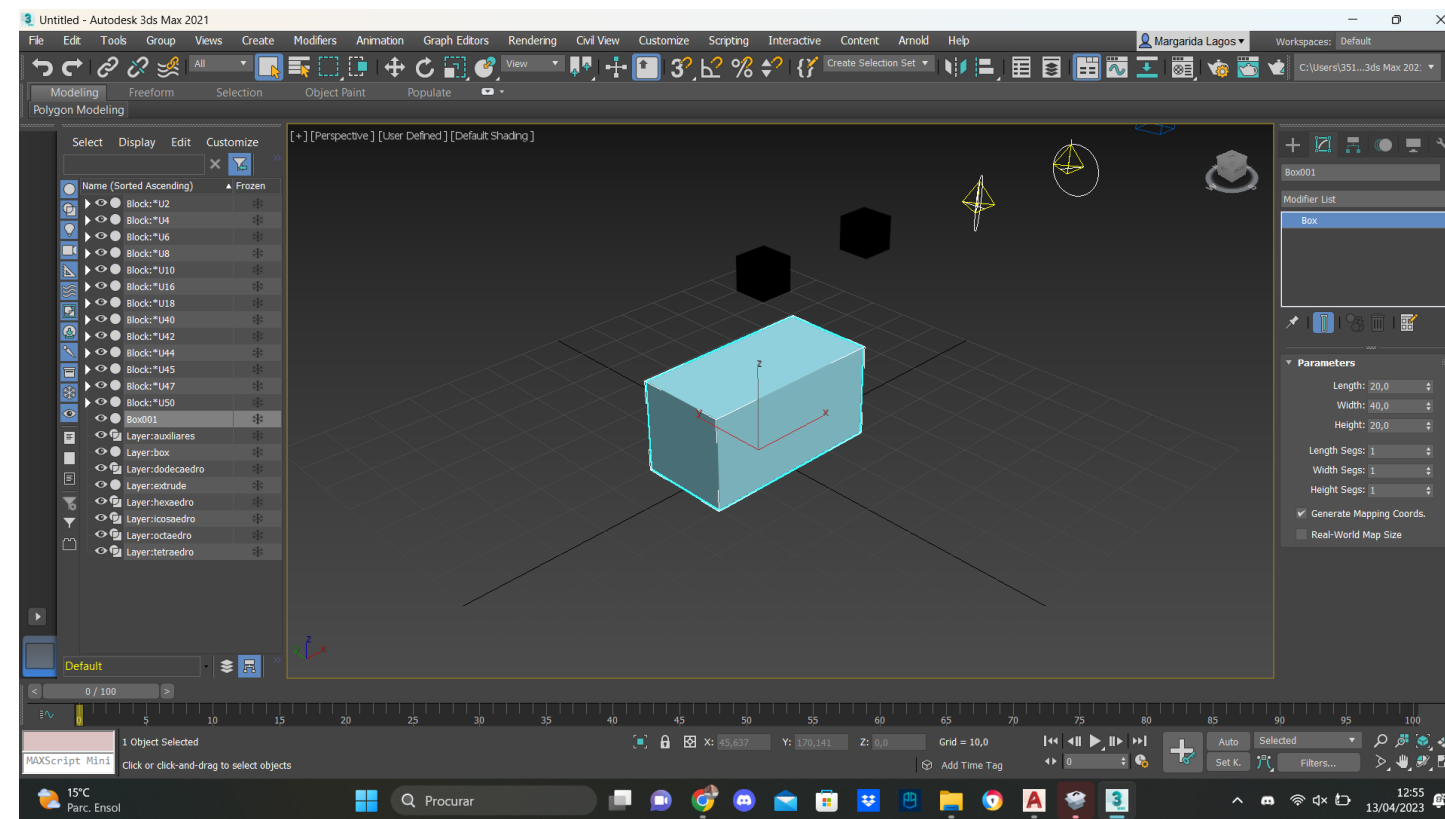 3 Untitled - Autodesk 3ds Max 2021
File Edit Tools Group Views Create Modifiers Animation Graph Editors Rendering Civil View Customize Scripting Interactive Content Arnold Help Margarida Lagos Workspaces: Default
All View Create Selection Set C:\Users\351...3ds Max 202:
Modeling Freeform Selection Object Paint Populate
Polygon Modeling
[+] [Perspective ] [User Defined ] [Default Shading ]
Select Display Edit Customize
Name (Sorted Ascending) Frozen
Block:*U2
Block:*U4
Block:*U6
Block:*U8
Block:*U10
Block:*U16
Block:*U18
Block:*U40
Block:*U42
Block:*U44
Block:*U45
Block:*U47
Block:*U50
Box001
Layer:auxiliares
Layer:box
Layer:dodecaedro
Layer:extrude
Layer:hexaedro
Layer:icosaedro
Layer:octaedro
Layer:tetraedro
Default
z
y x
z
x
Box001
Modifier List
Box
Parameters
Length: 20,0
Width: 40,0
Height: 20,0
Length Segs: 1
Width Segs: 1
Height Segs: 1
Generate Mapping Coords.
Real-World Map Size
< 0 / 100 >
0 5 10 15 20 25 30 35 40 45 50 55 60 65 70 75 80 85 90 95 100
1 Object Selected X: 45,637 Y: 170,141 Z: 0,0 Grid = 10,0 Auto Selected
MAXScript Mini Click or click-and-drag to select objects Add Time Tag 0 Set K. Filters...
15°C
Parc. Ensol
Procurar
12:55
13/04/2023